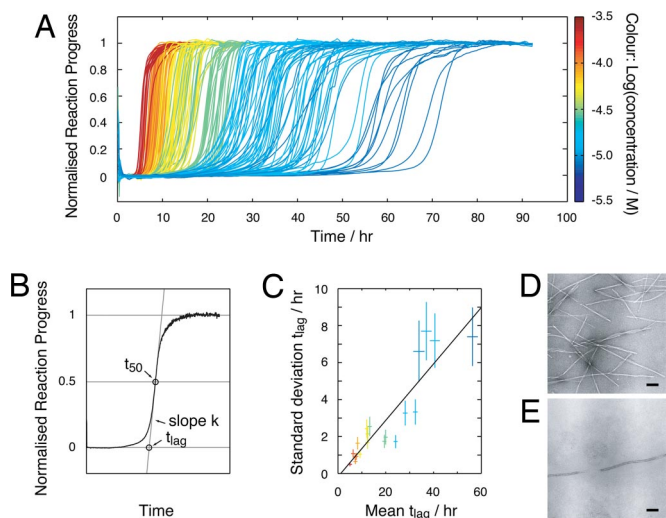 A
Normalised Reaction Progress
1
0.8
0.6
0.4
0.2
0
0
10
20
30
40
50
60
70
80
90
100
Time / hr
-3.5
-4.0
-4.5
-5.0
-5.5
Colour: Log(concentration / M)
B
Normalised Reaction Progress
1
0.5
0
t50
slope k
tlag
Time
C
Standard deviation tlag / hr
10
8
6
4
2
0
0
20
40
60
Mean tlag / hr
D
E